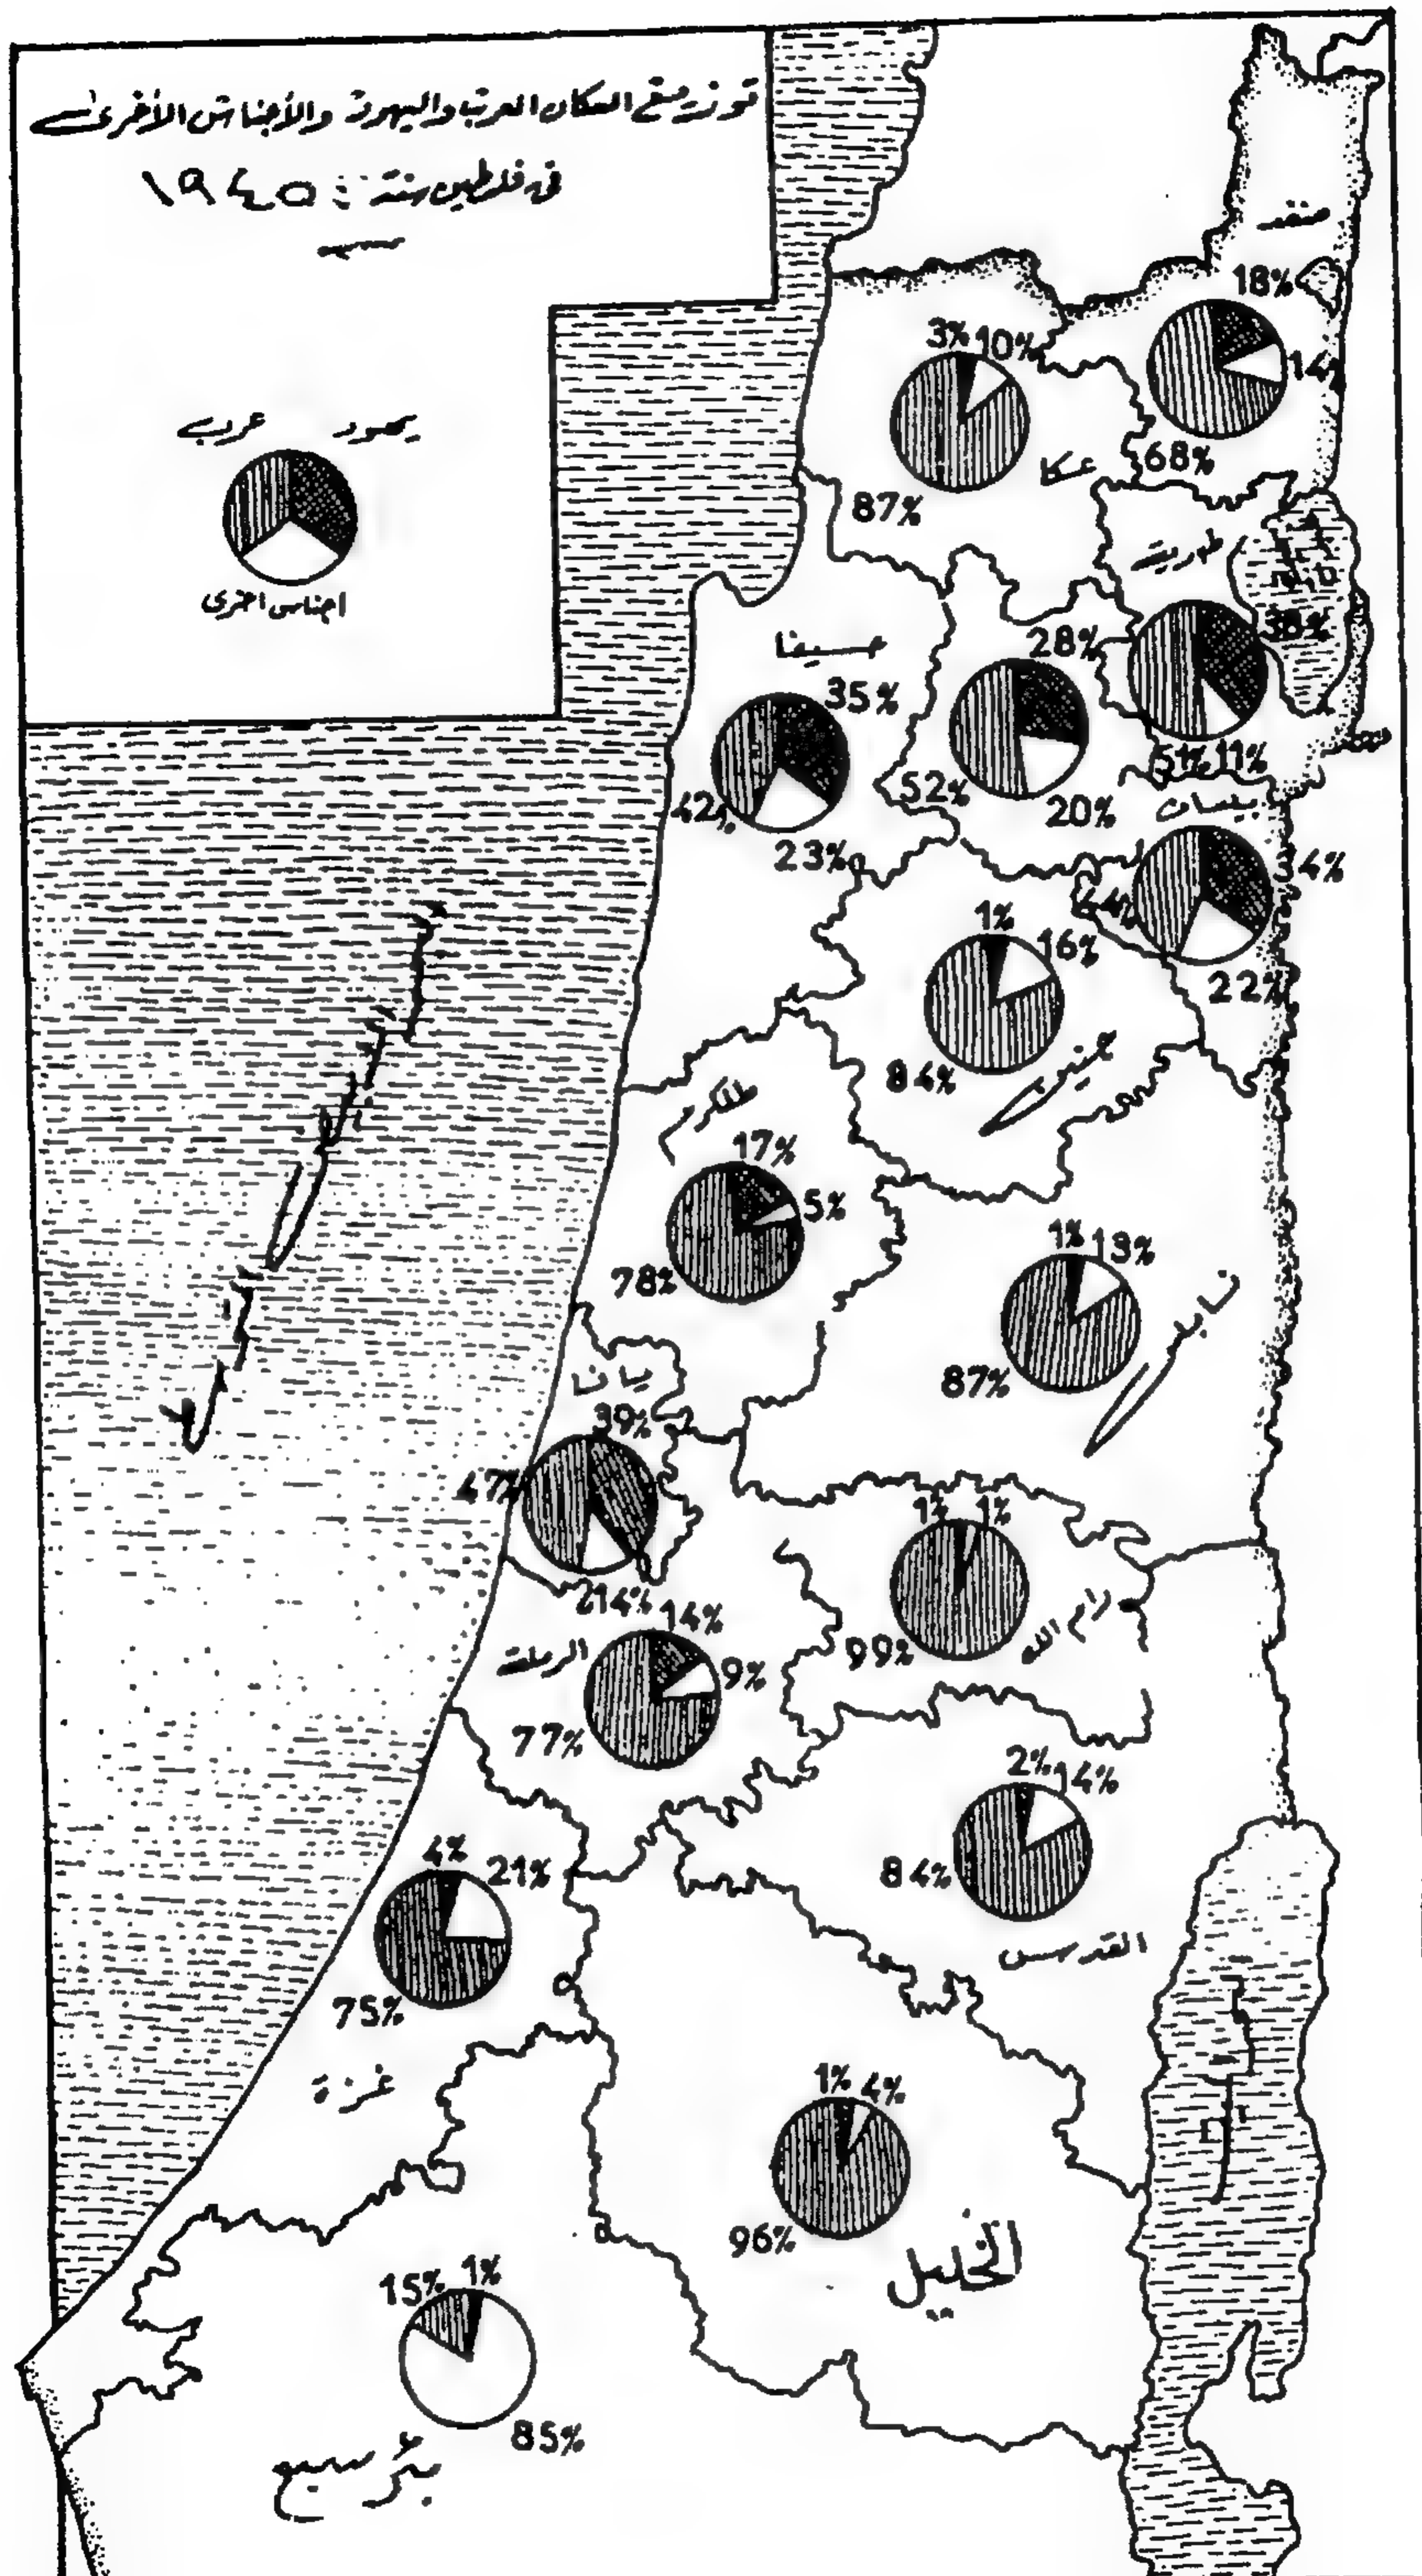 توزيع السكان العرب واليهود والأجناس الأخرى
في فلسطين سنة: ١٩٤٥
يهود
عرب
اجناس اخرى
صفد
18%
14%
68%
3% 10%
87%
عكا
طبرية
38%
51% 11%
حيفا
35%
42%
23%
28%
52%
20%
بيسان
34%
44%
22%
1%
16%
84%
جنين
طولكرم
17%
5%
78%
1% 13%
87%
نابلس
يافا
39%
47%
14%
1% 1%
99%
رام الله
الرملة
14%
9%
77%
2% 14%
84%
القدس
4%
21%
75%
غزة
1% 4%
96%
الخليل
15% 1%
85%
بئر سبع